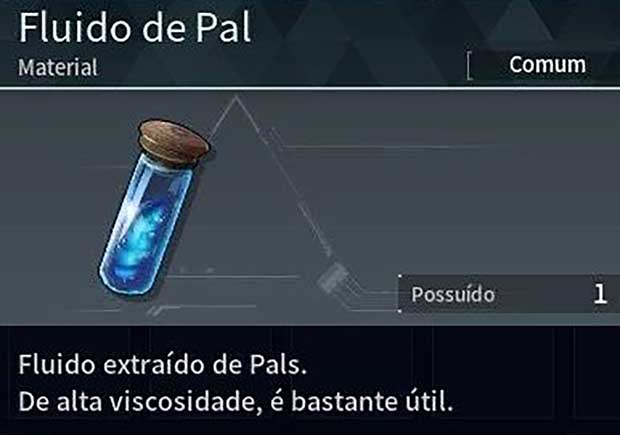 Fluido de Pal
Material
Comum
Possuído 1
Fluido extraído de Pals.
De alta viscosidade, é bastante útil.